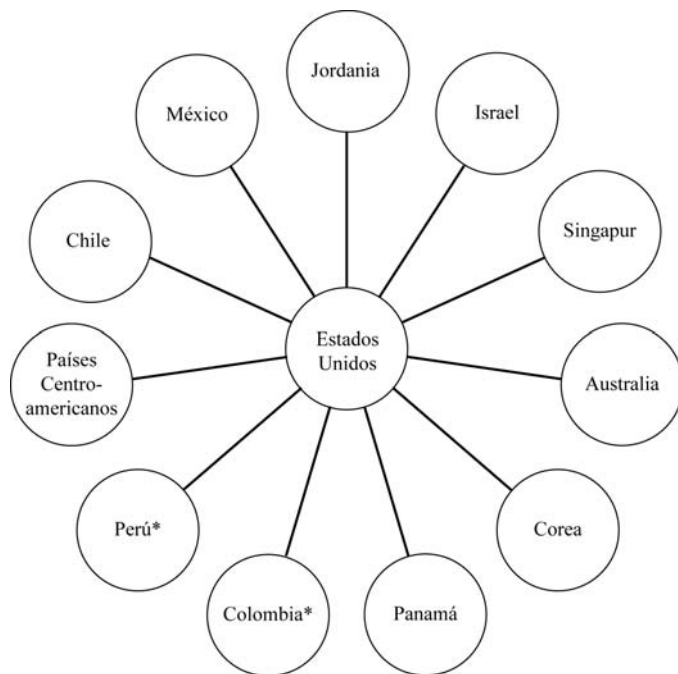 Jordania
México
Israel
Chile
Singapur
Estados
Unidos
Países
Centro-
americanos
Australia
Perú*
Corea
Colombia*
Panamá